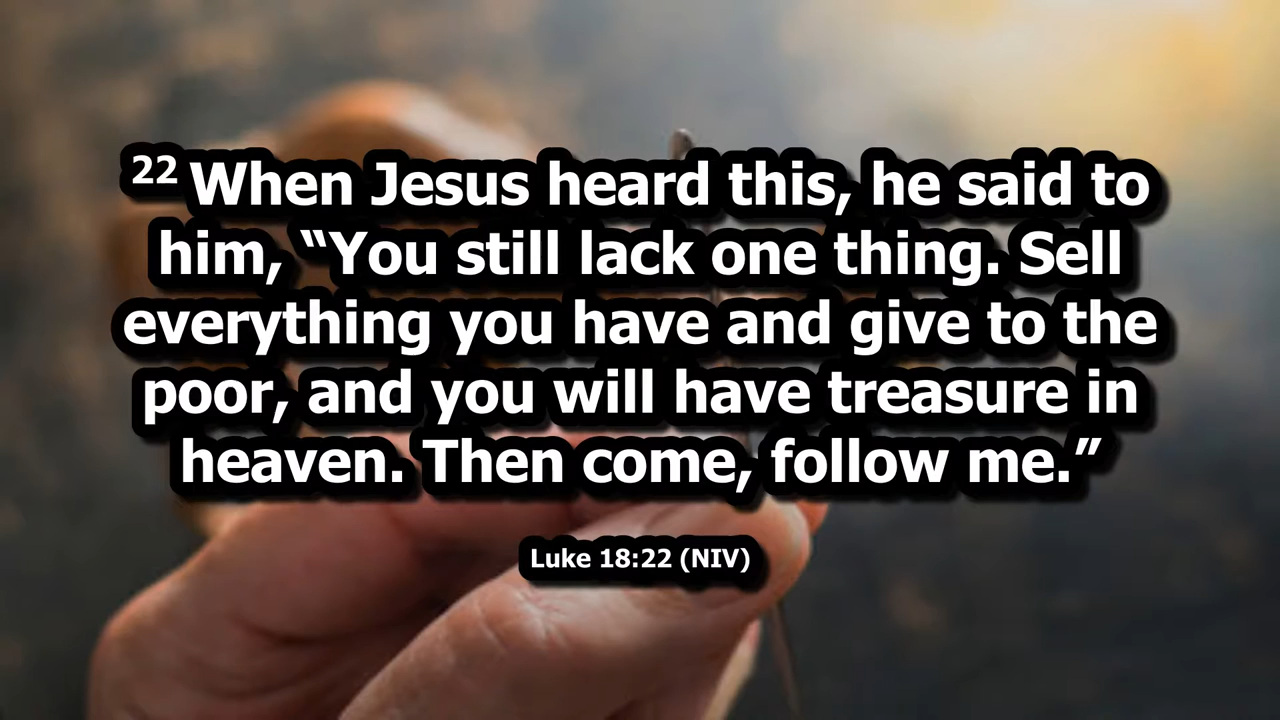 22 When Jesus heard this, he said to
him, “You still lack one thing. Sell
everything you have and give to the
poor, and you will have treasure in
heaven. Then come, follow me.”
Luke 18:22 (NIV)